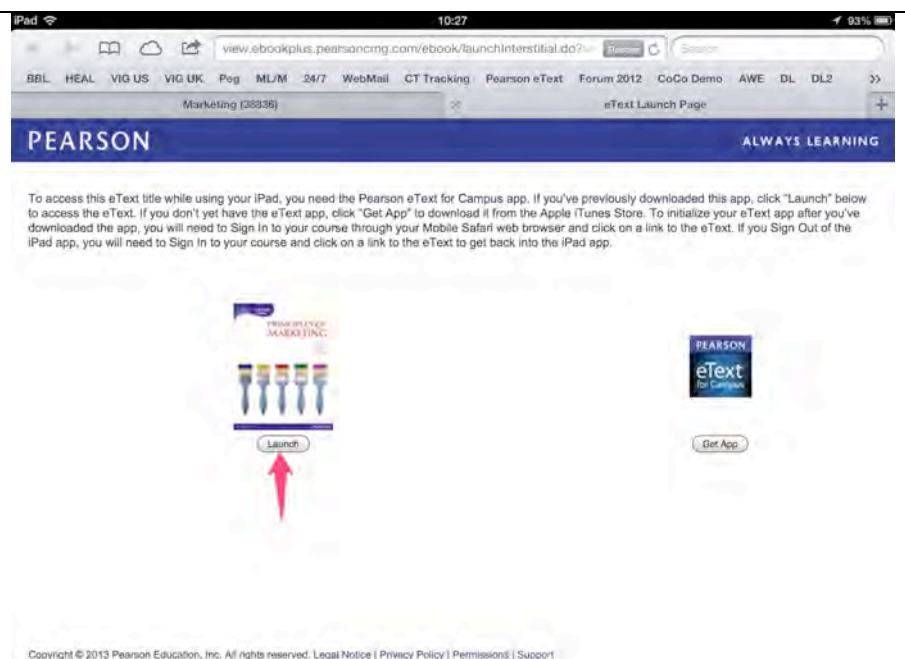 iPad 10:27 93%
view.ebookplus.pearsoncmg.com/ebook/launchInterstitial.do? Reader Search
BBL HEAL VIG US VIG UK Peg ML/M 24/7 WebMail CT Tracking Pearson eText Forum 2012 CoCo Demo AWE DL DL2 >>
Marketing (38836) eText Launch Page +
PEARSON ALWAYS LEARNING
To access this eText title while using your iPad, you need the Pearson eText for Campus app. If you've previously downloaded this app, click "Launch" below
to access the eText. If you don't yet have the eText app, click "Get App" to download it from the Apple iTunes Store. To initialize your eText app after you've
downloaded the app, you will need to Sign In to your course through your Mobile Safari web browser and click on a link to the eText. If you Sign Out of the
iPad app, you will need to Sign In to your course and click on a link to the eText to get back into the iPad app.
PRINCIPLES OF
MARKETING
PEARSON
eText
for Campus
Launch Get App
Copyright © 2013 Pearson Education, Inc. All rights reserved. Legal Notice | Privacy Policy | Permissions | Support